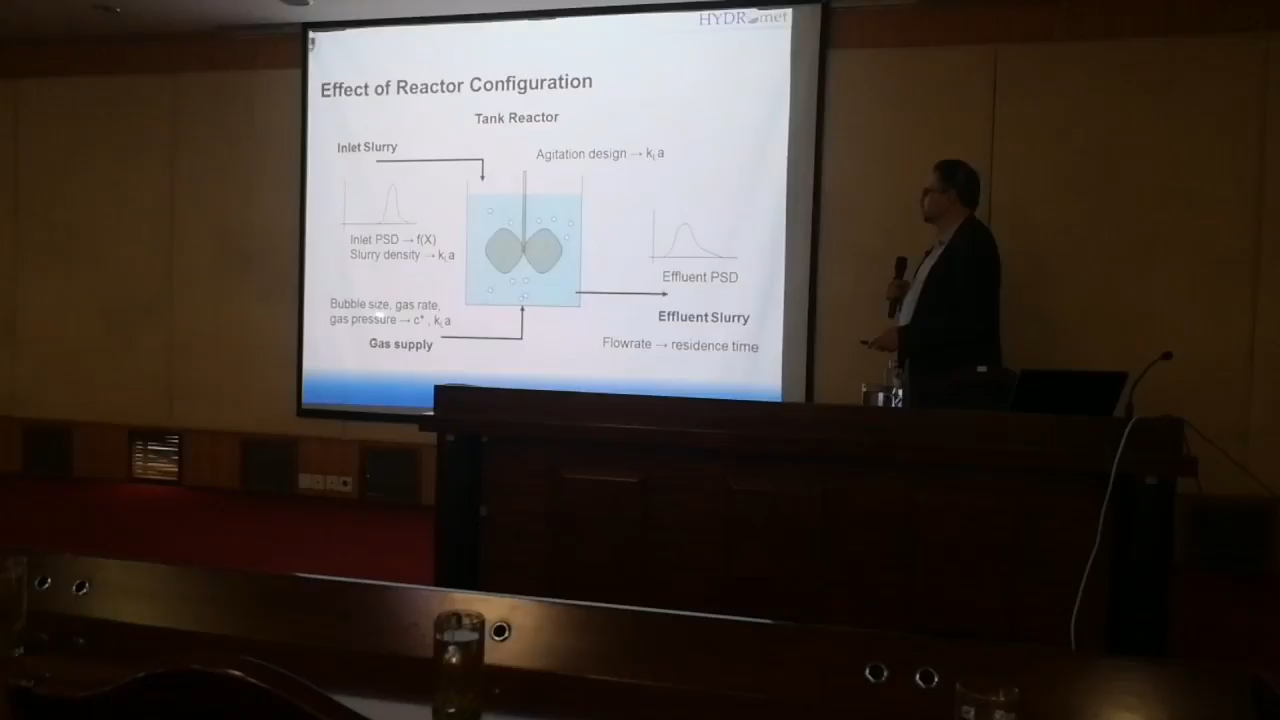 HYDROmet
Effect of Reactor Configuration
Tank Reactor
Inlet Slurry
Agitation design → kLa
Inlet PSD → f(X)
Slurry density → kLa
Effluent PSD
Bubble size, gas rate,
gas pressure → c* , kLa
Gas supply
Effluent Slurry
Flowrate → residence time